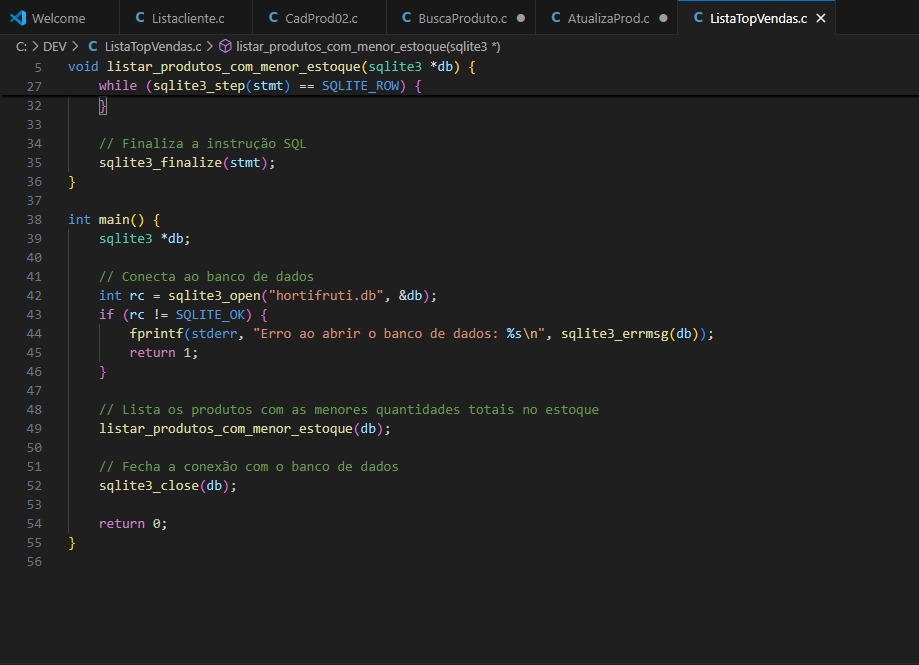 Welcome
C Listacliente.c
C CadProd02.c
C BuscaProduto.c
C AtualizaProd.c
C ListaTopVendas.c
C: > DEV > C ListaTopVendas.c > listar_produtos_com_menor_estoque(sqlite3 *)
5 void listar_produtos_com_menor_estoque(sqlite3 *db) {
27     while (sqlite3_step(stmt) == SQLITE_ROW) {
32     }
33
34     // Finaliza a instrução SQL
35     sqlite3_finalize(stmt);
36 }
37
38 int main() {
39     sqlite3 *db;
40
41     // Conecta ao banco de dados
42     int rc = sqlite3_open("hortifruti.db", &db);
43     if (rc != SQLITE_OK) {
44         fprintf(stderr, "Erro ao abrir o banco de dados: %s\n", sqlite3_errmsg(db));
45         return 1;
46     }
47
48     // Lista os produtos com as menores quantidades totais no estoque
49     listar_produtos_com_menor_estoque(db);
50
51     // Fecha a conexão com o banco de dados
52     sqlite3_close(db);
53
54     return 0;
55 }
56